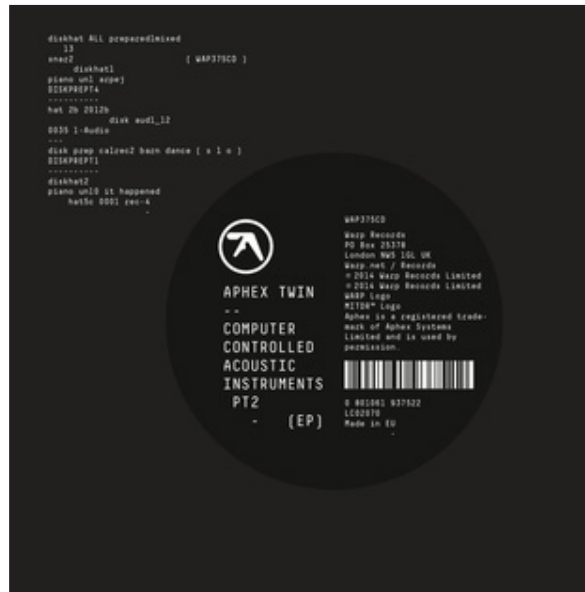 diskhat ALL prepared1mixed
13
snar2 [ WAP375CD ]
diskhat1
piano un1 arpej
DISKPREPT4
----------
hat 2b 2012b
disk aud1_12
0035 1-Audio
---
disk prep calrec2 barn dance [ s l o ]
DISKPREPT1
----------
diskhat2
piano un10 it happened
hat5c 0001 rec-4
-
APHEX TWIN
--
COMPUTER
CONTROLLED
ACOUSTIC
INSTRUMENTS
PT2
- [EP]
WAP375CD
Warp Records
PO Box 25378
London NW5 1GL UK
Warp.net / Records
℗ 2014 Warp Records Limited
© 2014 Warp Records Limited
WARP Logo
MITDR™ Logo
Aphex is a registered trade-
mark of Aphex Systems
Limited and is used by
permission.
0 801061 937522
LC02070
Made in EU
-